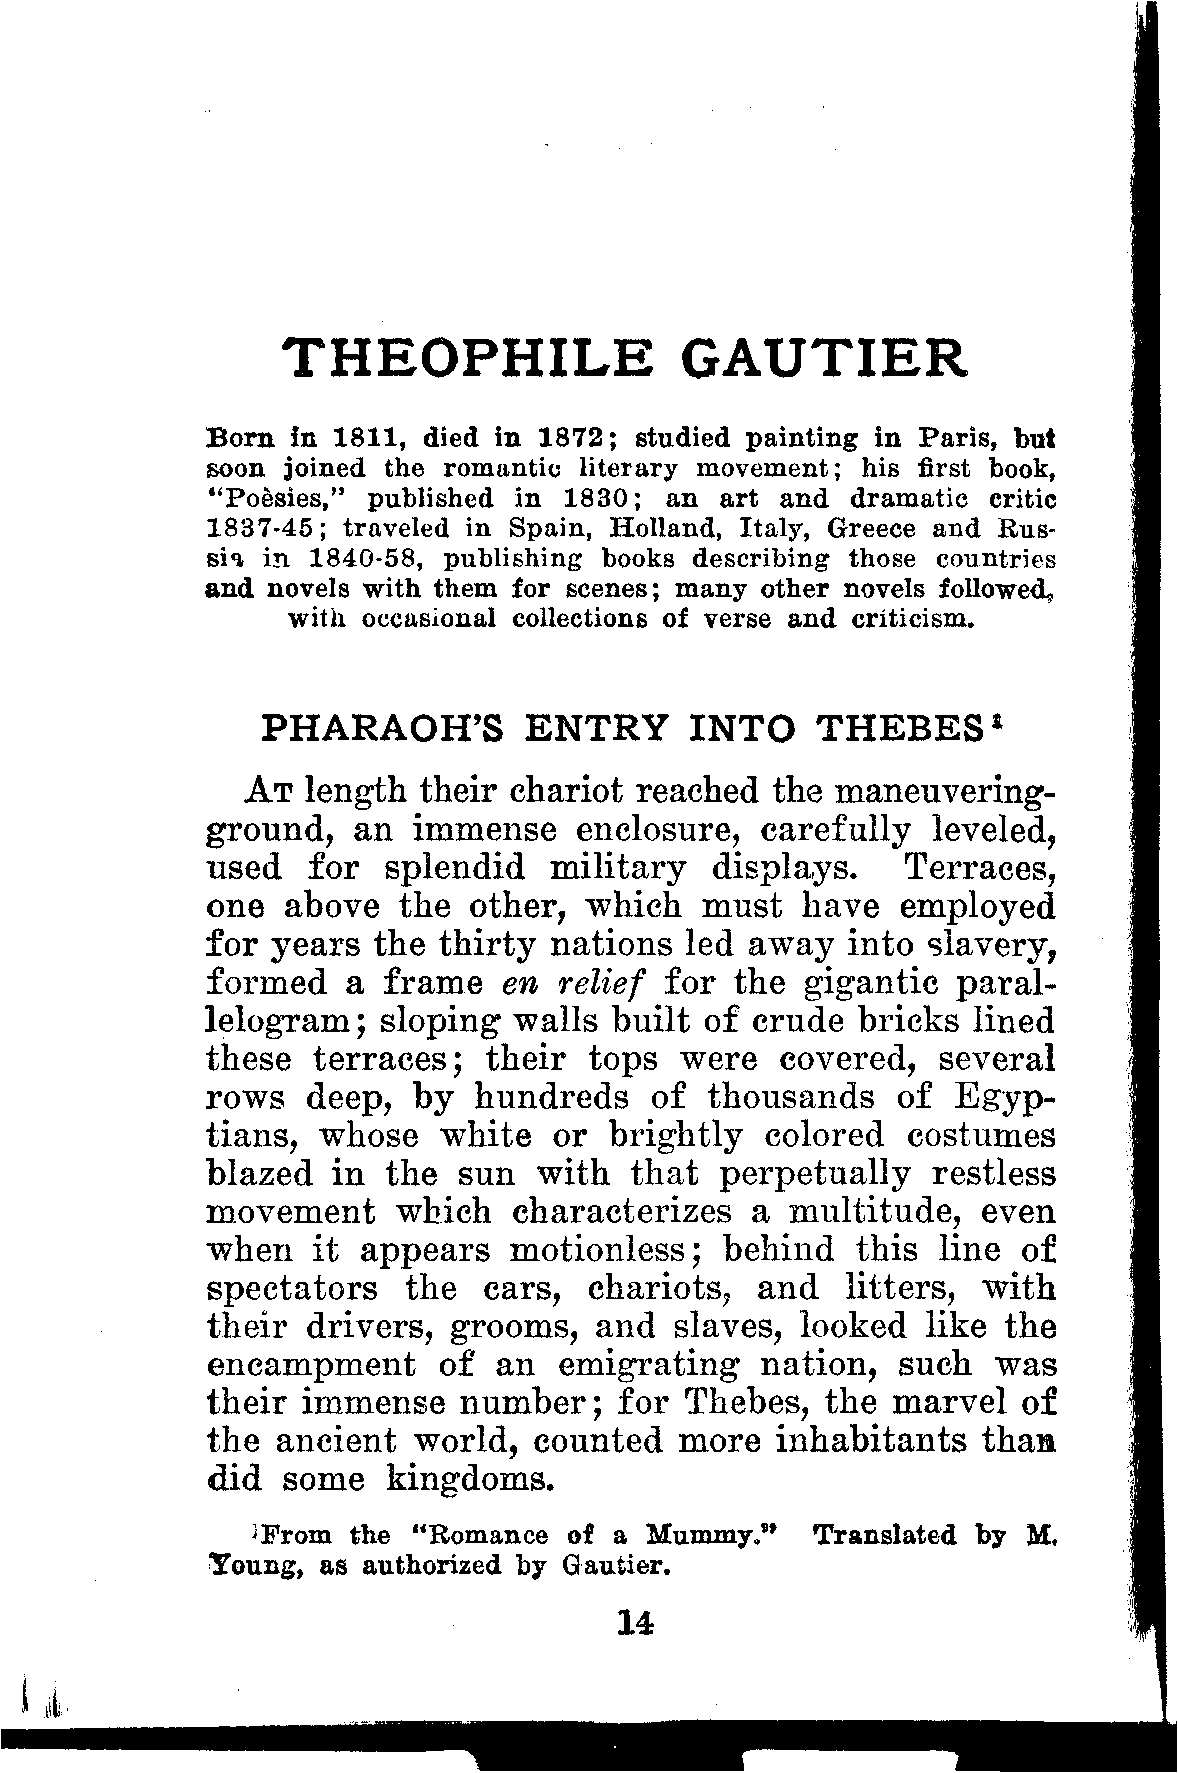 THEOPHILE GAUTIER
Born in 1811, died in 1872; studied painting in Paris, but
soon joined the romantic literary movement; his first book,
"Poèsies," published in 1830; an art and dramatic critic
1837-45; traveled in Spain, Holland, Italy, Greece and Rus-
sia in 1840-58, publishing books describing those countries
and novels with them for scenes; many other novels followed,
with occasional collections of verse and criticism.
PHARAOH'S ENTRY INTO THEBES¹
AT length their chariot reached the maneuvering-
ground, an immense enclosure, carefully leveled,
used for splendid military displays. Terraces,
one above the other, which must have employed
for years the thirty nations led away into slavery,
formed a frame en relief for the gigantic paral-
lelogram; sloping walls built of crude bricks lined
these terraces; their tops were covered, several
rows deep, by hundreds of thousands of Egyp-
tians, whose white or brightly colored costumes
blazed in the sun with that perpetually restless
movement which characterizes a multitude, even
when it appears motionless; behind this line of
spectators the cars, chariots, and litters, with
their drivers, grooms, and slaves, looked like the
encampment of an emigrating nation, such was
their immense number; for Thebes, the marvel of
the ancient world, counted more inhabitants than
did some kingdoms.
¹From the "Romance of a Mummy." Translated by M.
Young, as authorized by Gautier.
14